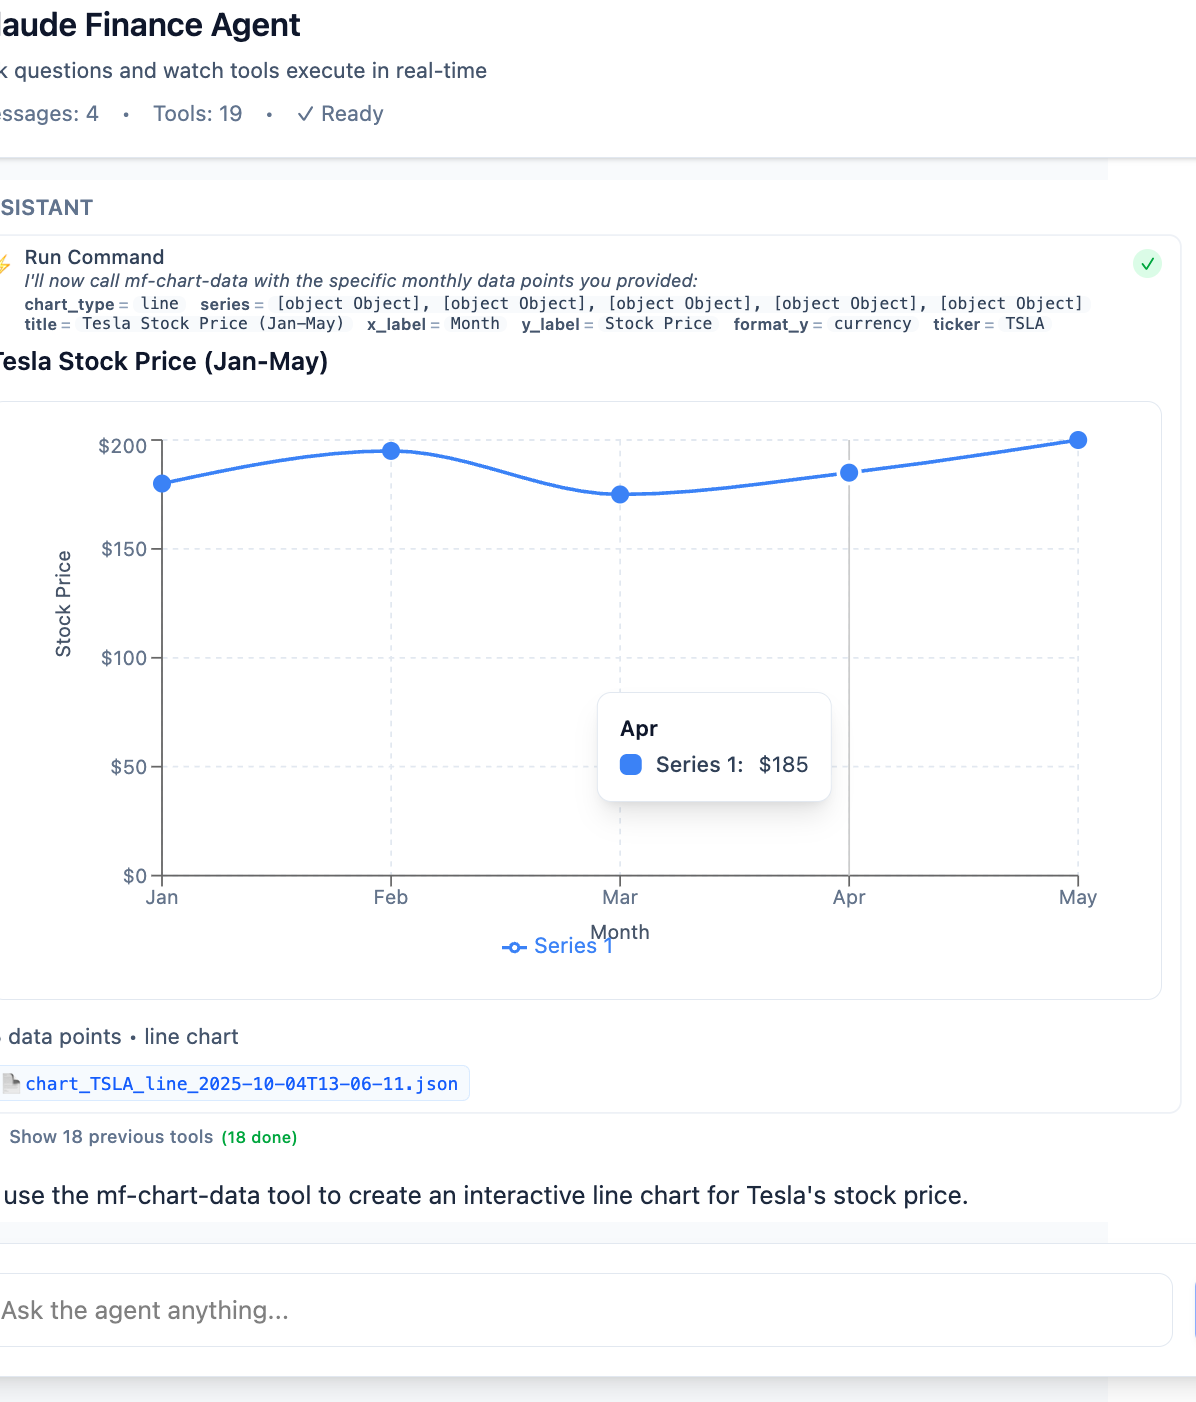 laude Finance Agent
k questions and watch tools execute in real-time
ssages: 4 • Tools: 19 • ✓ Ready
SISTANT
Run Command
I'll now call mf-chart-data with the specific monthly data points you provided:
chart_type = line series = [object Object], [object Object], [object Object], [object Object], [object Object]
title = Tesla Stock Price (Jan–May) x_label = Month y_label = Stock Price format_y = currency ticker = TSLA
Tesla Stock Price (Jan-May)
$200
$150
$100
$50
$0
Stock Price
Apr
Series 1: $185
Jan Feb Mar Apr May
Month
Series 1
data points • line chart
chart_TSLA_line_2025-10-04T13-06-11.json
Show 18 previous tools (18 done)
use the mf-chart-data tool to create an interactive line chart for Tesla's stock price.
Ask the agent anything...